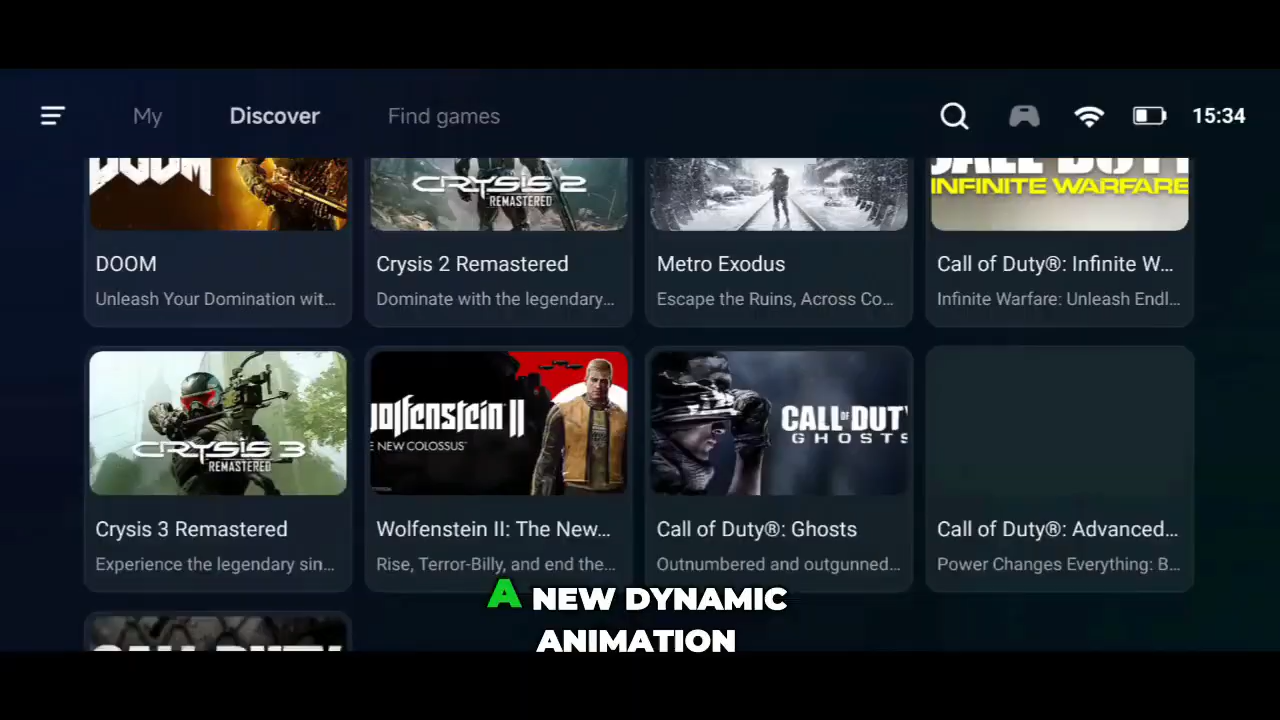 My Discover Find games 15:34
DOOM
CRYSIS 2
REMASTERED
CALL OF DUTY
INFINITE WARFARE
DOOM
Unleash Your Domination wit...
Crysis 2 Remastered
Dominate with the legendary...
Metro Exodus
Escape the Ruins, Across Co...
Call of Duty®: Infinite W...
Infinite Warfare: Unleash Endl...
CRYSIS 3
REMASTERED
Wolfenstein II
E NEW COLOSSUS™
CALL OF DUTY
GHOSTS
Crysis 3 Remastered
Experience the legendary sin...
Wolfenstein II: The New...
Rise, Terror-Billy, and end the...
Call of Duty®: Ghosts
Outnumbered and outgunned...
Call of Duty®: Advanced...
Power Changes Everything: B...
A NEW DYNAMIC
ANIMATION